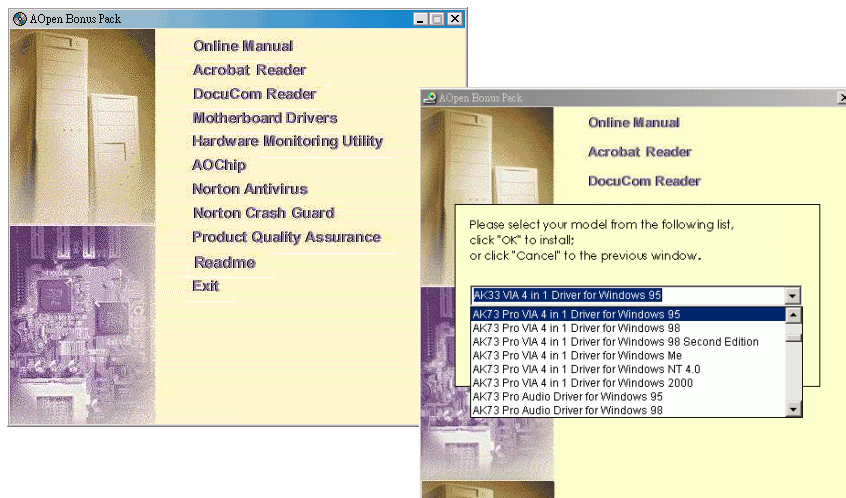 AOpen Bonus Pack
Online Manual
Acrobat Reader
DocuCom Reader
Motherboard Drivers
Hardware Monitoring Utility
AOChip
Norton Antivirus
Norton Crash Guard
Product Quality Assurance
Readme
Exit
AOpen Bonus Pack
Online Manual
Acrobat Reader
DocuCom Reader
Please select your model from the following list,
click "OK" to install;
or click "Cancel" to the previous window.
AK33 VIA 4 in 1 Driver for Windows 95
AK73 Pro VIA 4 in 1 Driver for Windows 95
AK73 Pro VIA 4 in 1 Driver for Windows 98
AK73 Pro VIA 4 in 1 Driver for Windows 98 Second Edition
AK73 Pro VIA 4 in 1 Driver for Windows Me
AK73 Pro VIA 4 in 1 Driver for Windows NT 4.0
AK73 Pro VIA 4 in 1 Driver for Windows 2000
AK73 Pro Audio Driver for Windows 95
AK73 Pro Audio Driver for Windows 98